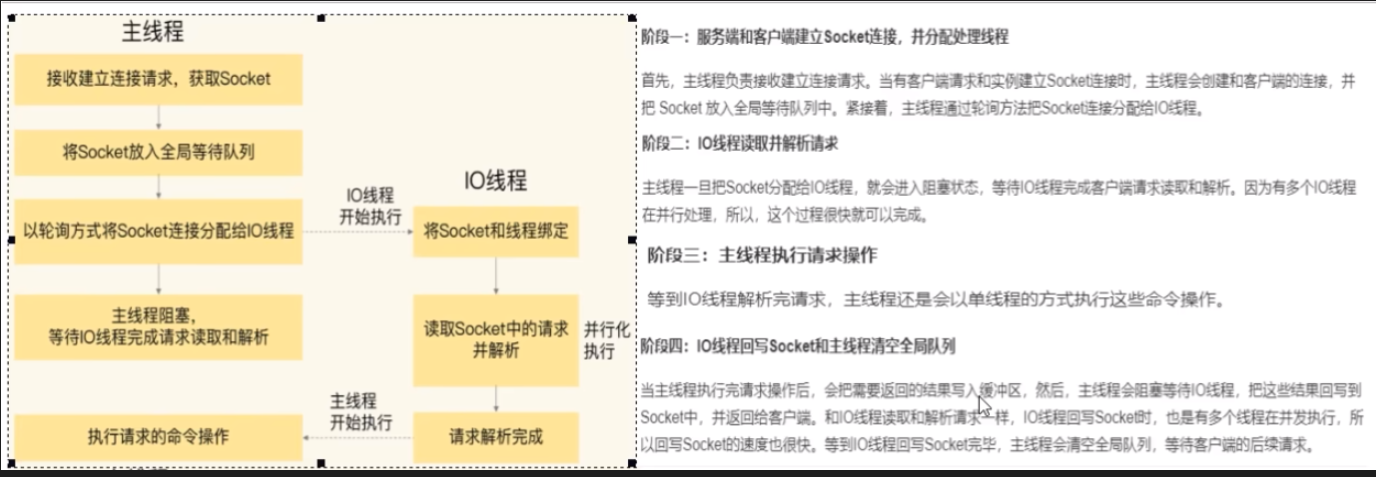 主线程
接收建立连接请求，获取Socket
将Socket放入全局等待队列
以轮询方式将Socket连接分配给IO线程
主线程阻塞，
等待IO线程完成请求读取和解析
执行请求的命令操作
IO线程
开始执行
主线程
开始执行
IO线程
将Socket和线程绑定
读取Socket中的请求
并解析
并行化
执行
请求解析完成
阶段一：服务端和客户端建立Socket连接，并分配处理线程
首先，主线程负责接收建立连接请求。当有客户端请求和实例建立Socket连接时，主线程会创建和客户端的连接，并
把 Socket 放入全局等待队列中。紧接着，主线程通过轮询方法把Socket连接分配给IO线程。
阶段二：IO线程读取并解析请求
主线程一旦把Socket分配给IO线程，就会进入阻塞状态，等待IO线程完成客户端请求读取和解析。因为有多个IO线程
在并行处理，所以，这个过程很快就可以完成。
阶段三：主线程执行请求操作
等到IO线程解析完请求，主线程还是会以单线程的方式执行这些命令操作。
阶段四：IO线程回写Socket和主线程清空全局队列
当主线程执行完请求操作后，会把需要返回的结果写入缓冲区，然后，主线程会阻塞等待IO线程，把这些结果回写到
Socket中，并返回给客户端。和IO线程读取和解析请求一样，IO线程回写Socket时，也是有多个线程在并发执行，所
以回写Socket的速度也很快。等到IO线程回写Socket完毕，主线程会清空全局队列，等待客户端的后续请求。